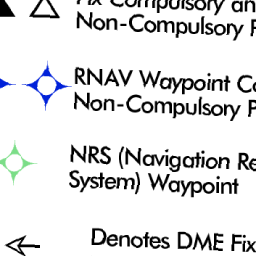 Fix Compulsory an
Non-Compulsory
RNAV Waypoint Co
Non-Compulsory P
NRS (Navigation Re
System) Waypoint
Denotes DME Fix